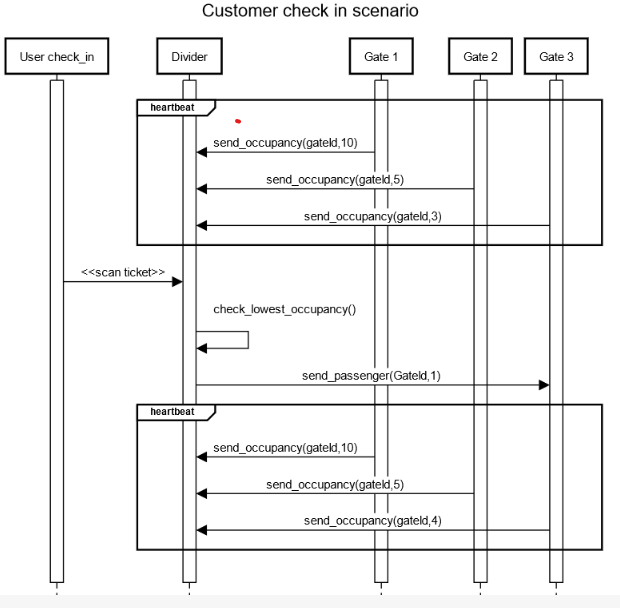 Customer check in scenario
User check_in
Divider
Gate 1
Gate 2
Gate 3
heartbeat
send_occupancy(gateId,10)
send_occupancy(gateId,5)
send_occupancy(gateId,3)
<<scan ticket>>
check_lowest_occupancy()
send_passenger(GateId,1)
heartbeat
send_occupancy(gateId,10)
send_occupancy(gateId,5)
send_occupancy(gateId,4)